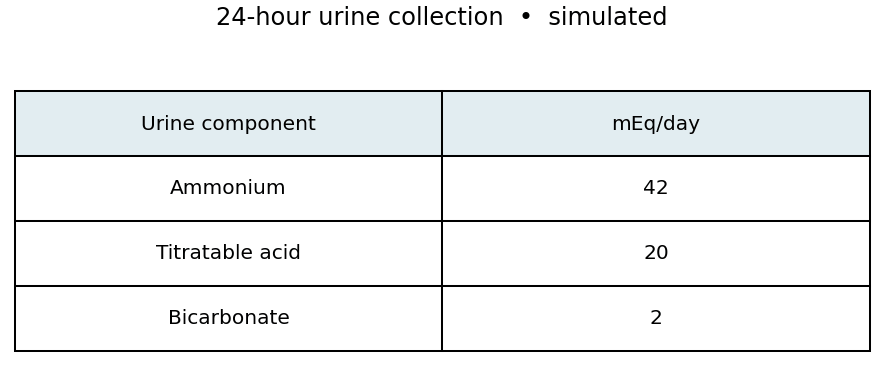 24-hour urine collection • simulated
Urine component mEq/day
Ammonium 42
Titratable acid 20
Bicarbonate 2